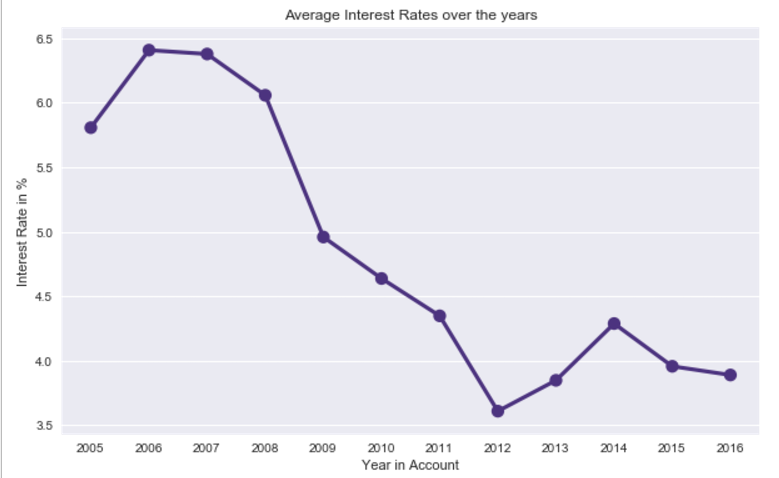 Average Interest Rates over the years
6.5
6.0
5.5
5.0
4.5
4.0
3.5
Interest Rate in %
2005 2006 2007 2008 2009 2010 2011 2012 2013 2014 2015 2016
Year in Account